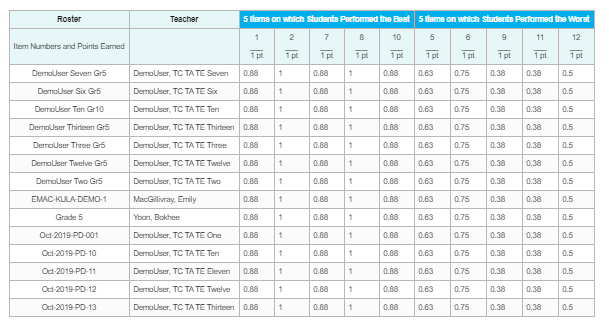 Roster Teacher 5 Items on which Students Performed the Best 5 Items on which Students Performed the Worst
Item Numbers and Points Earned 1 2 7 8 10 5 6 9 11 12
1 pt 1 pt 1 pt 1 pt 1 pt 1 pt 1 pt 1 pt 1 pt 1 pt
DemoUser Seven Gr5 DemoUser, TC TA TE Seven 0.88 1 0.88 1 0.88 0.63 0.75 0.38 0.38 0.5
DemoUser Six Gr5 DemoUser, TC TA TE Six 0.88 1 0.88 1 0.88 0.63 0.75 0.38 0.38 0.5
DemoUser Ten Gr10 DemoUser, TC TA TE Ten 0.88 1 0.88 1 0.88 0.63 0.75 0.38 0.38 0.5
DemoUser Thirteen Gr5 DemoUser, TC TA TE Thirteen 0.88 1 0.88 1 0.88 0.63 0.75 0.38 0.38 0.5
DemoUser Three Gr5 DemoUser, TC TA TE Three 0.88 1 0.88 1 0.88 0.63 0.75 0.38 0.38 0.5
DemoUser Twelve Gr5 DemoUser, TC TA TE Twelve 0.88 1 0.88 1 0.88 0.63 0.75 0.38 0.38 0.5
DemoUser Two Gr5 DemoUser, TC TA TE Two 0.88 1 0.88 1 0.88 0.63 0.75 0.38 0.38 0.5
EMAC-KULA-DEMO-1 MacGillivray, Emily 0.88 1 0.88 1 0.88 0.63 0.75 0.38 0.38 0.5
Grade 5 Yoon, Bokhee 0.88 1 0.88 1 0.88 0.63 0.75 0.38 0.38 0.5
Oct-2019-PD-001 DemoUser, TC TA TE One 0.88 1 0.88 1 0.88 0.63 0.75 0.38 0.38 0.5
Oct-2019-PD-10 DemoUser, TC TA TE Ten 0.88 1 0.88 1 0.88 0.63 0.75 0.38 0.38 0.5
Oct-2019-PD-11 DemoUser, TC TA TE Eleven 0.88 1 0.88 1 0.88 0.63 0.75 0.38 0.38 0.5
Oct-2019-PD-12 DemoUser, TC TA TE Twelve 0.88 1 0.88 1 0.88 0.63 0.75 0.38 0.38 0.5
Oct-2019-PD-13 DemoUser, TC TA TE Thirteen 0.88 1 0.88 1 0.88 0.63 0.75 0.38 0.38 0.5